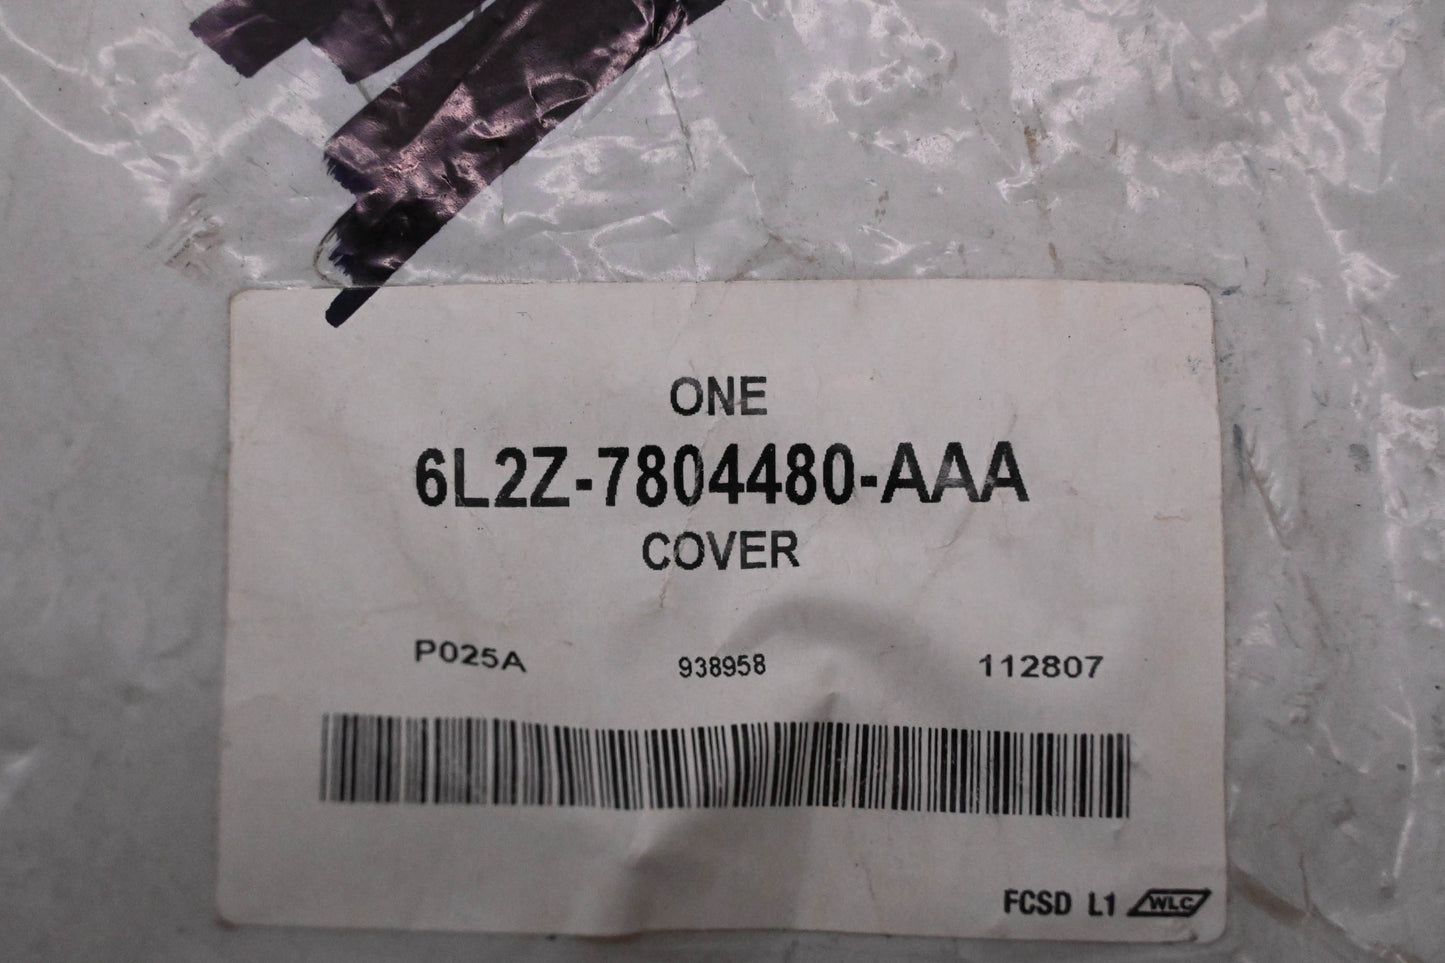 ONE
6L2Z-7804480-AAA
COVER
P025A 938958 112807
FCSD L1 WLC